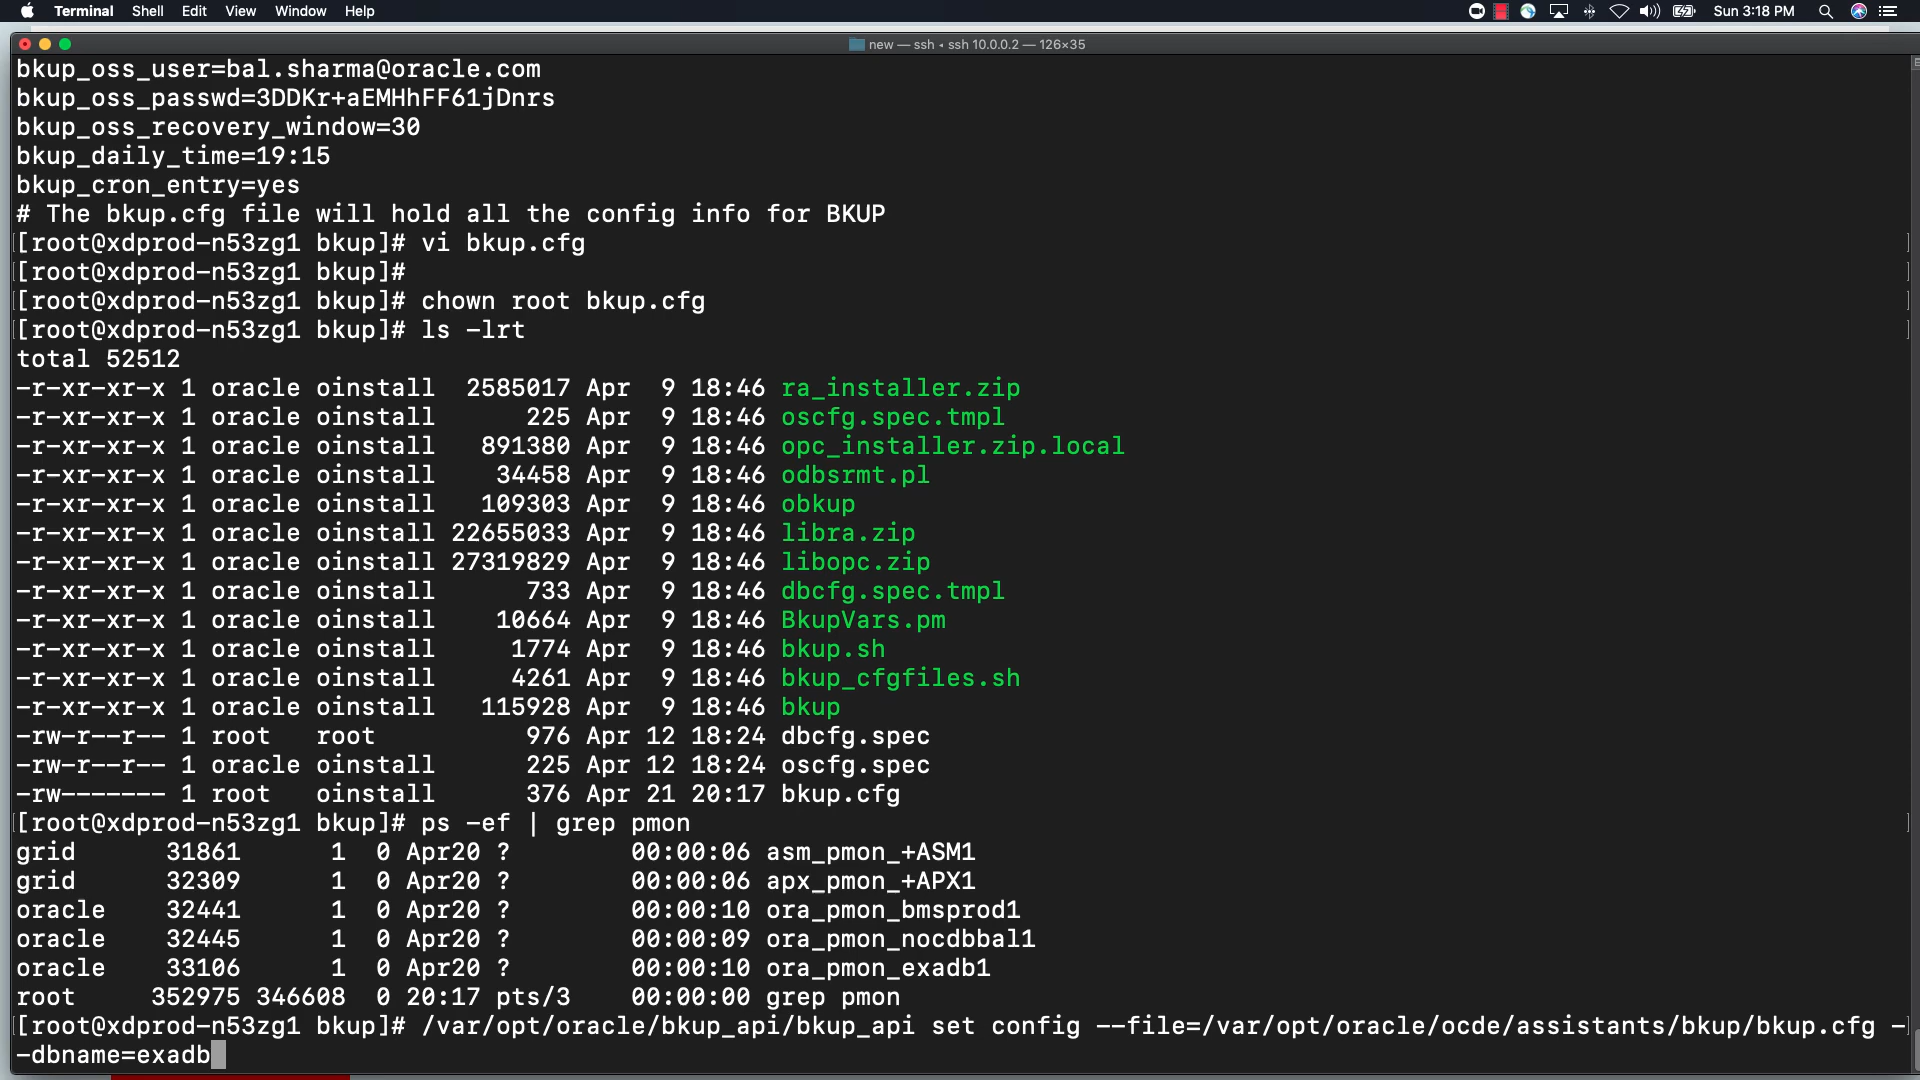 Terminal Shell Edit View Window Help Sun 3:18 PM
new — ssh ◂ ssh 10.0.0.2 — 126×35
bkup_oss_user=bal.sharma@oracle.com
bkup_oss_passwd=3DDKr+aEMHhFF61jDnrs
bkup_oss_recovery_window=30
bkup_daily_time=19:15
bkup_cron_entry=yes
# The bkup.cfg file will hold all the config info for BKUP
[[root@xdprod-n53zg1 bkup]# vi bkup.cfg ]
[[root@xdprod-n53zg1 bkup]# ]
[[root@xdprod-n53zg1 bkup]# chown root bkup.cfg ]
[[root@xdprod-n53zg1 bkup]# ls -lrt ]
total 52512
-r-xr-xr-x 1 oracle oinstall 2585017 Apr 9 18:46 ra_installer.zip
-r-xr-xr-x 1 oracle oinstall 225 Apr 9 18:46 oscfg.spec.tmpl
-r-xr-xr-x 1 oracle oinstall 891380 Apr 9 18:46 opc_installer.zip.local
-r-xr-xr-x 1 oracle oinstall 34458 Apr 9 18:46 odbsrmt.pl
-r-xr-xr-x 1 oracle oinstall 109303 Apr 9 18:46 obkup
-r-xr-xr-x 1 oracle oinstall 22655033 Apr 9 18:46 libra.zip
-r-xr-xr-x 1 oracle oinstall 27319829 Apr 9 18:46 libopc.zip
-r-xr-xr-x 1 oracle oinstall 733 Apr 9 18:46 dbcfg.spec.tmpl
-r-xr-xr-x 1 oracle oinstall 10664 Apr 9 18:46 BkupVars.pm
-r-xr-xr-x 1 oracle oinstall 1774 Apr 9 18:46 bkup.sh
-r-xr-xr-x 1 oracle oinstall 4261 Apr 9 18:46 bkup_cfgfiles.sh
-r-xr-xr-x 1 oracle oinstall 115928 Apr 9 18:46 bkup
-rw-r--r-- 1 root root 976 Apr 12 18:24 dbcfg.spec
-rw-r--r-- 1 oracle oinstall 225 Apr 12 18:24 oscfg.spec
-rw------- 1 root oinstall 376 Apr 21 20:17 bkup.cfg
[[root@xdprod-n53zg1 bkup]# ps -ef | grep pmon ]
grid 31861 1 0 Apr20 ? 00:00:06 asm_pmon_+ASM1
grid 32309 1 0 Apr20 ? 00:00:06 apx_pmon_+APX1
oracle 32441 1 0 Apr20 ? 00:00:10 ora_pmon_bmsprod1
oracle 32445 1 0 Apr20 ? 00:00:09 ora_pmon_nocdbbal1
oracle 33106 1 0 Apr20 ? 00:00:10 ora_pmon_exadb1
root 352975 346608 0 20:17 pts/3 00:00:00 grep pmon
[[root@xdprod-n53zg1 bkup]# /var/opt/oracle/bkup_api/bkup_api set config --file=/var/opt/oracle/ocde/assistants/bkup/bkup.cfg -]
-dbname=exadb